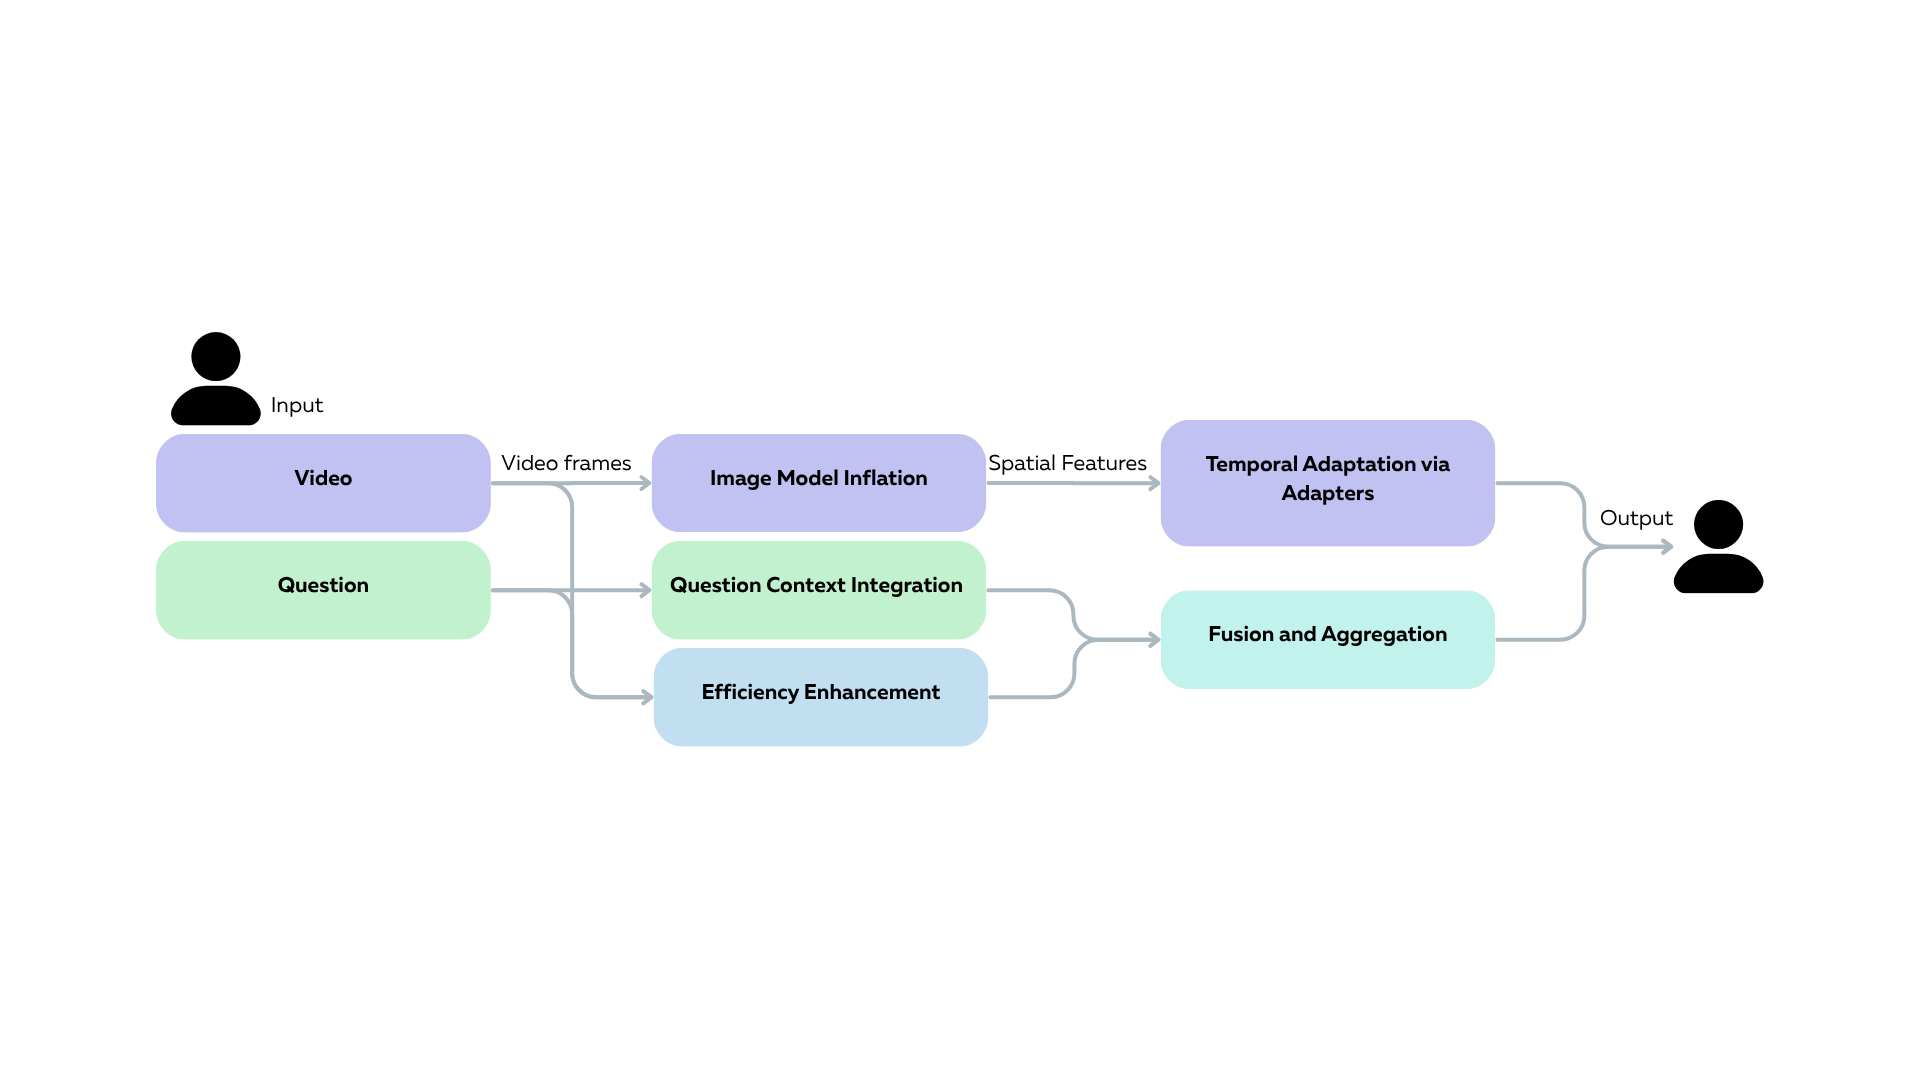 Input
Video
Question
Video frames
Image Model Inflation
Question Context Integration
Efficiency Enhancement
Spatial Features
Temporal Adaptation via
Adapters
Fusion and Aggregation
Output